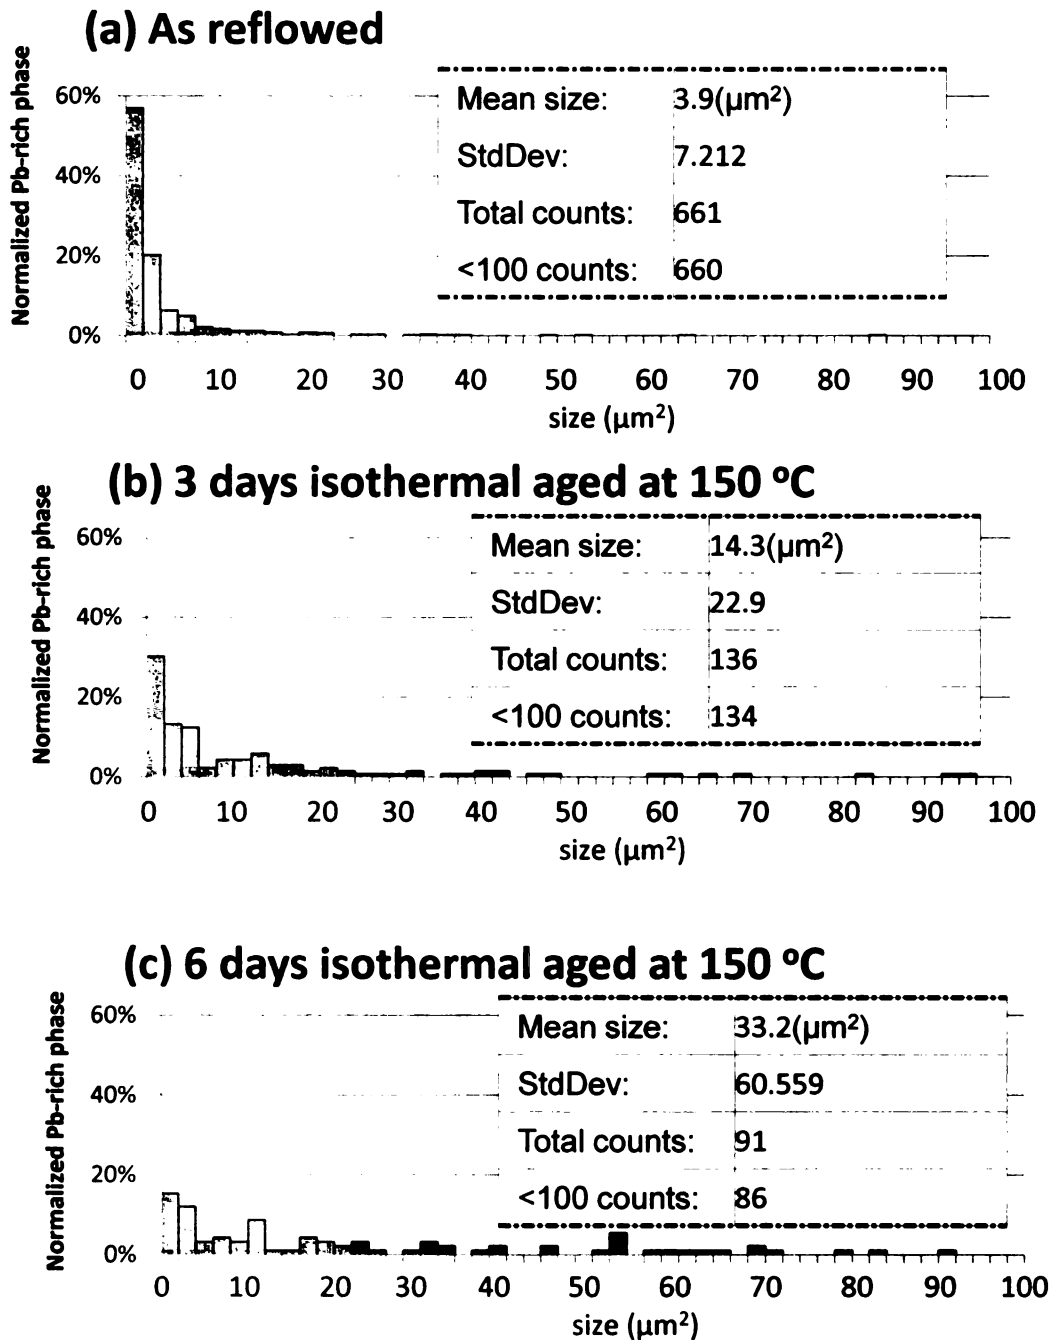 (a) As reflowed
Normalized Pb-rich phase
60%
40%
20%
0%
Mean size: 3.9(µm²)
StdDev: 7.212
Total counts: 661
<100 counts: 660
0 10 20 30 40 50 60 70 80 90 100
size (µm²)
(b) 3 days isothermal aged at 150 ºC
Normalized Pb-rich phase
60%
40%
20%
0%
Mean size: 14.3(µm²)
StdDev: 22.9
Total counts: 136
<100 counts: 134
0 10 20 30 40 50 60 70 80 90 100
size (µm²)
(c) 6 days isothermal aged at 150 ºC
Normalized Pb-rich phase
60%
40%
20%
0%
Mean size: 33.2(µm²)
StdDev: 60.559
Total counts: 91
<100 counts: 86
0 10 20 30 40 50 60 70 80 90 100
size (µm²)